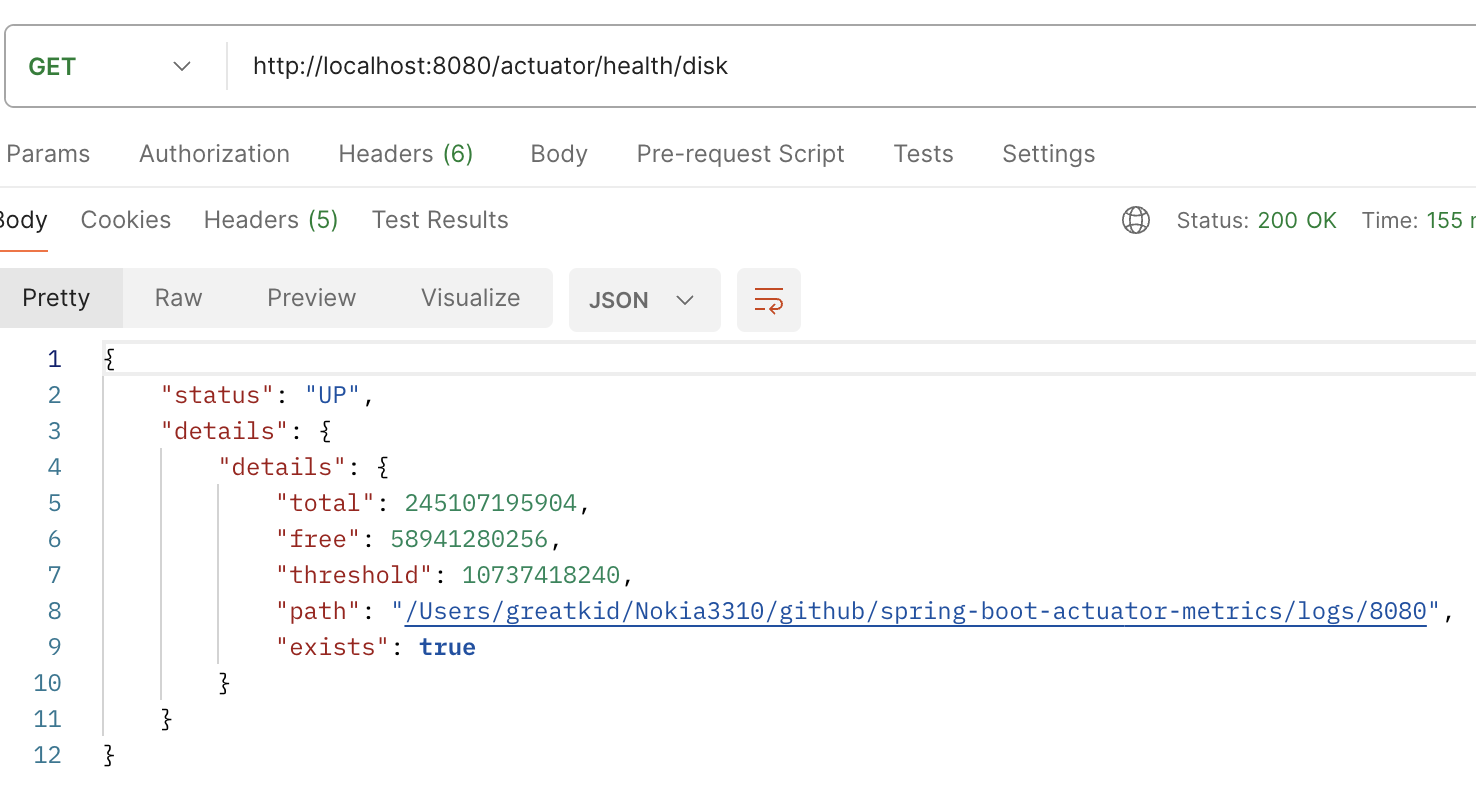 GET http://localhost:8080/actuator/health/disk
Params Authorization Headers (6) Body Pre-request Script Tests Settings
Body Cookies Headers (5) Test Results Status: 200 OK Time: 155
Pretty Raw Preview Visualize JSON
1 {
2 "status": "UP",
3 "details": {
4 "details": {
5 "total": 245107195904,
6 "free": 58941280256,
7 "threshold": 10737418240,
8 "path": "/Users/greatkid/Nokia3310/github/spring-boot-actuator-metrics/logs/8080",
9 "exists": true
10 }
11 }
12 }